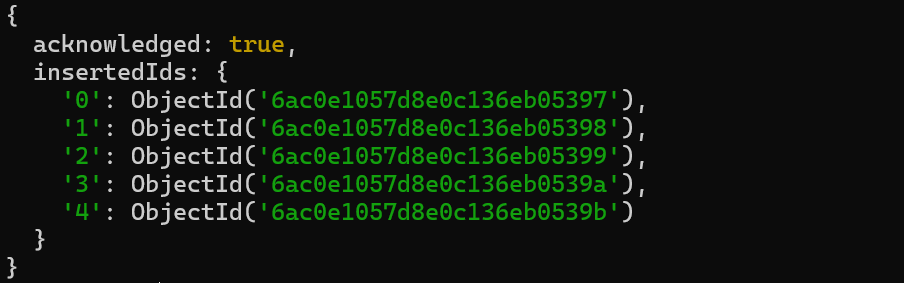 {
  acknowledged: true,
  insertedIds: {
    '0': ObjectId('6ac0e1057d8e0c136eb05397'),
    '1': ObjectId('6ac0e1057d8e0c136eb05398'),
    '2': ObjectId('6ac0e1057d8e0c136eb05399'),
    '3': ObjectId('6ac0e1057d8e0c136eb0539a'),
    '4': ObjectId('6ac0e1057d8e0c136eb0539b')
  }
}